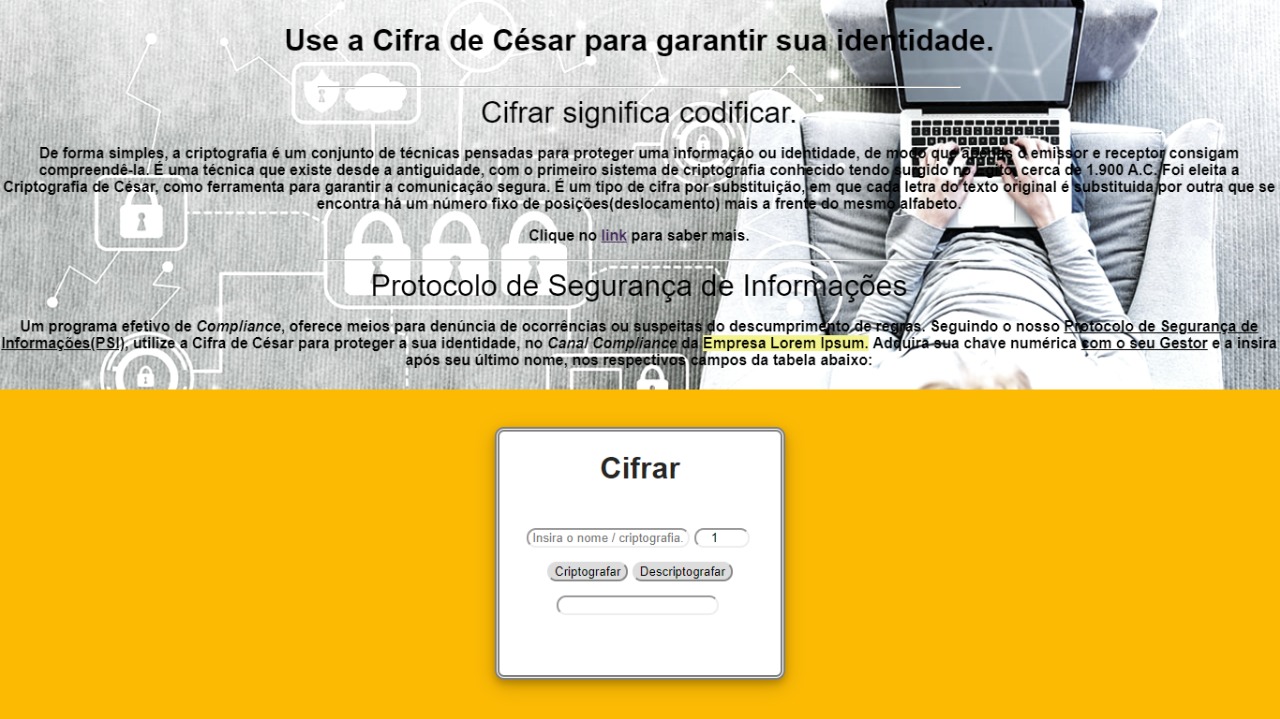 Use a Cifra de César para garantir sua identidade.
Cifrar significa codificar.
De forma simples, a criptografia é um conjunto de técnicas pensadas para proteger uma informação ou identidade, de modo que apenas o emissor e receptor consigam
compreendê-la. É uma técnica que existe desde a antiguidade, com o primeiro sistema de criptografia conhecido tendo surgido no Egito, cerca de 1.900 A.C. Foi eleita a
Criptografia de César, como ferramenta para garantir a comunicação segura. É um tipo de cifra por substituição, em que cada letra do texto original é substituida por outra que se
encontra há um número fixo de posições(deslocamento) mais a frente do mesmo alfabeto.
Clique no link para saber mais.
Protocolo de Segurança de Informações
Um programa efetivo de Compliance, oferece meios para denúncia de ocorrências ou suspeitas do descumprimento de regras. Seguindo o nosso Protocolo de Segurança de
Informações(PSI), utilize a Cifra de César para proteger a sua identidade, no Canal Compliance da Empresa Lorem Ipsum. Adquira sua chave numérica com o seu Gestor e a insira
após seu último nome, nos respectivos campos da tabela abaixo:
Cifrar
Insira o nome / criptografia. 1
Criptografar Descriptografar